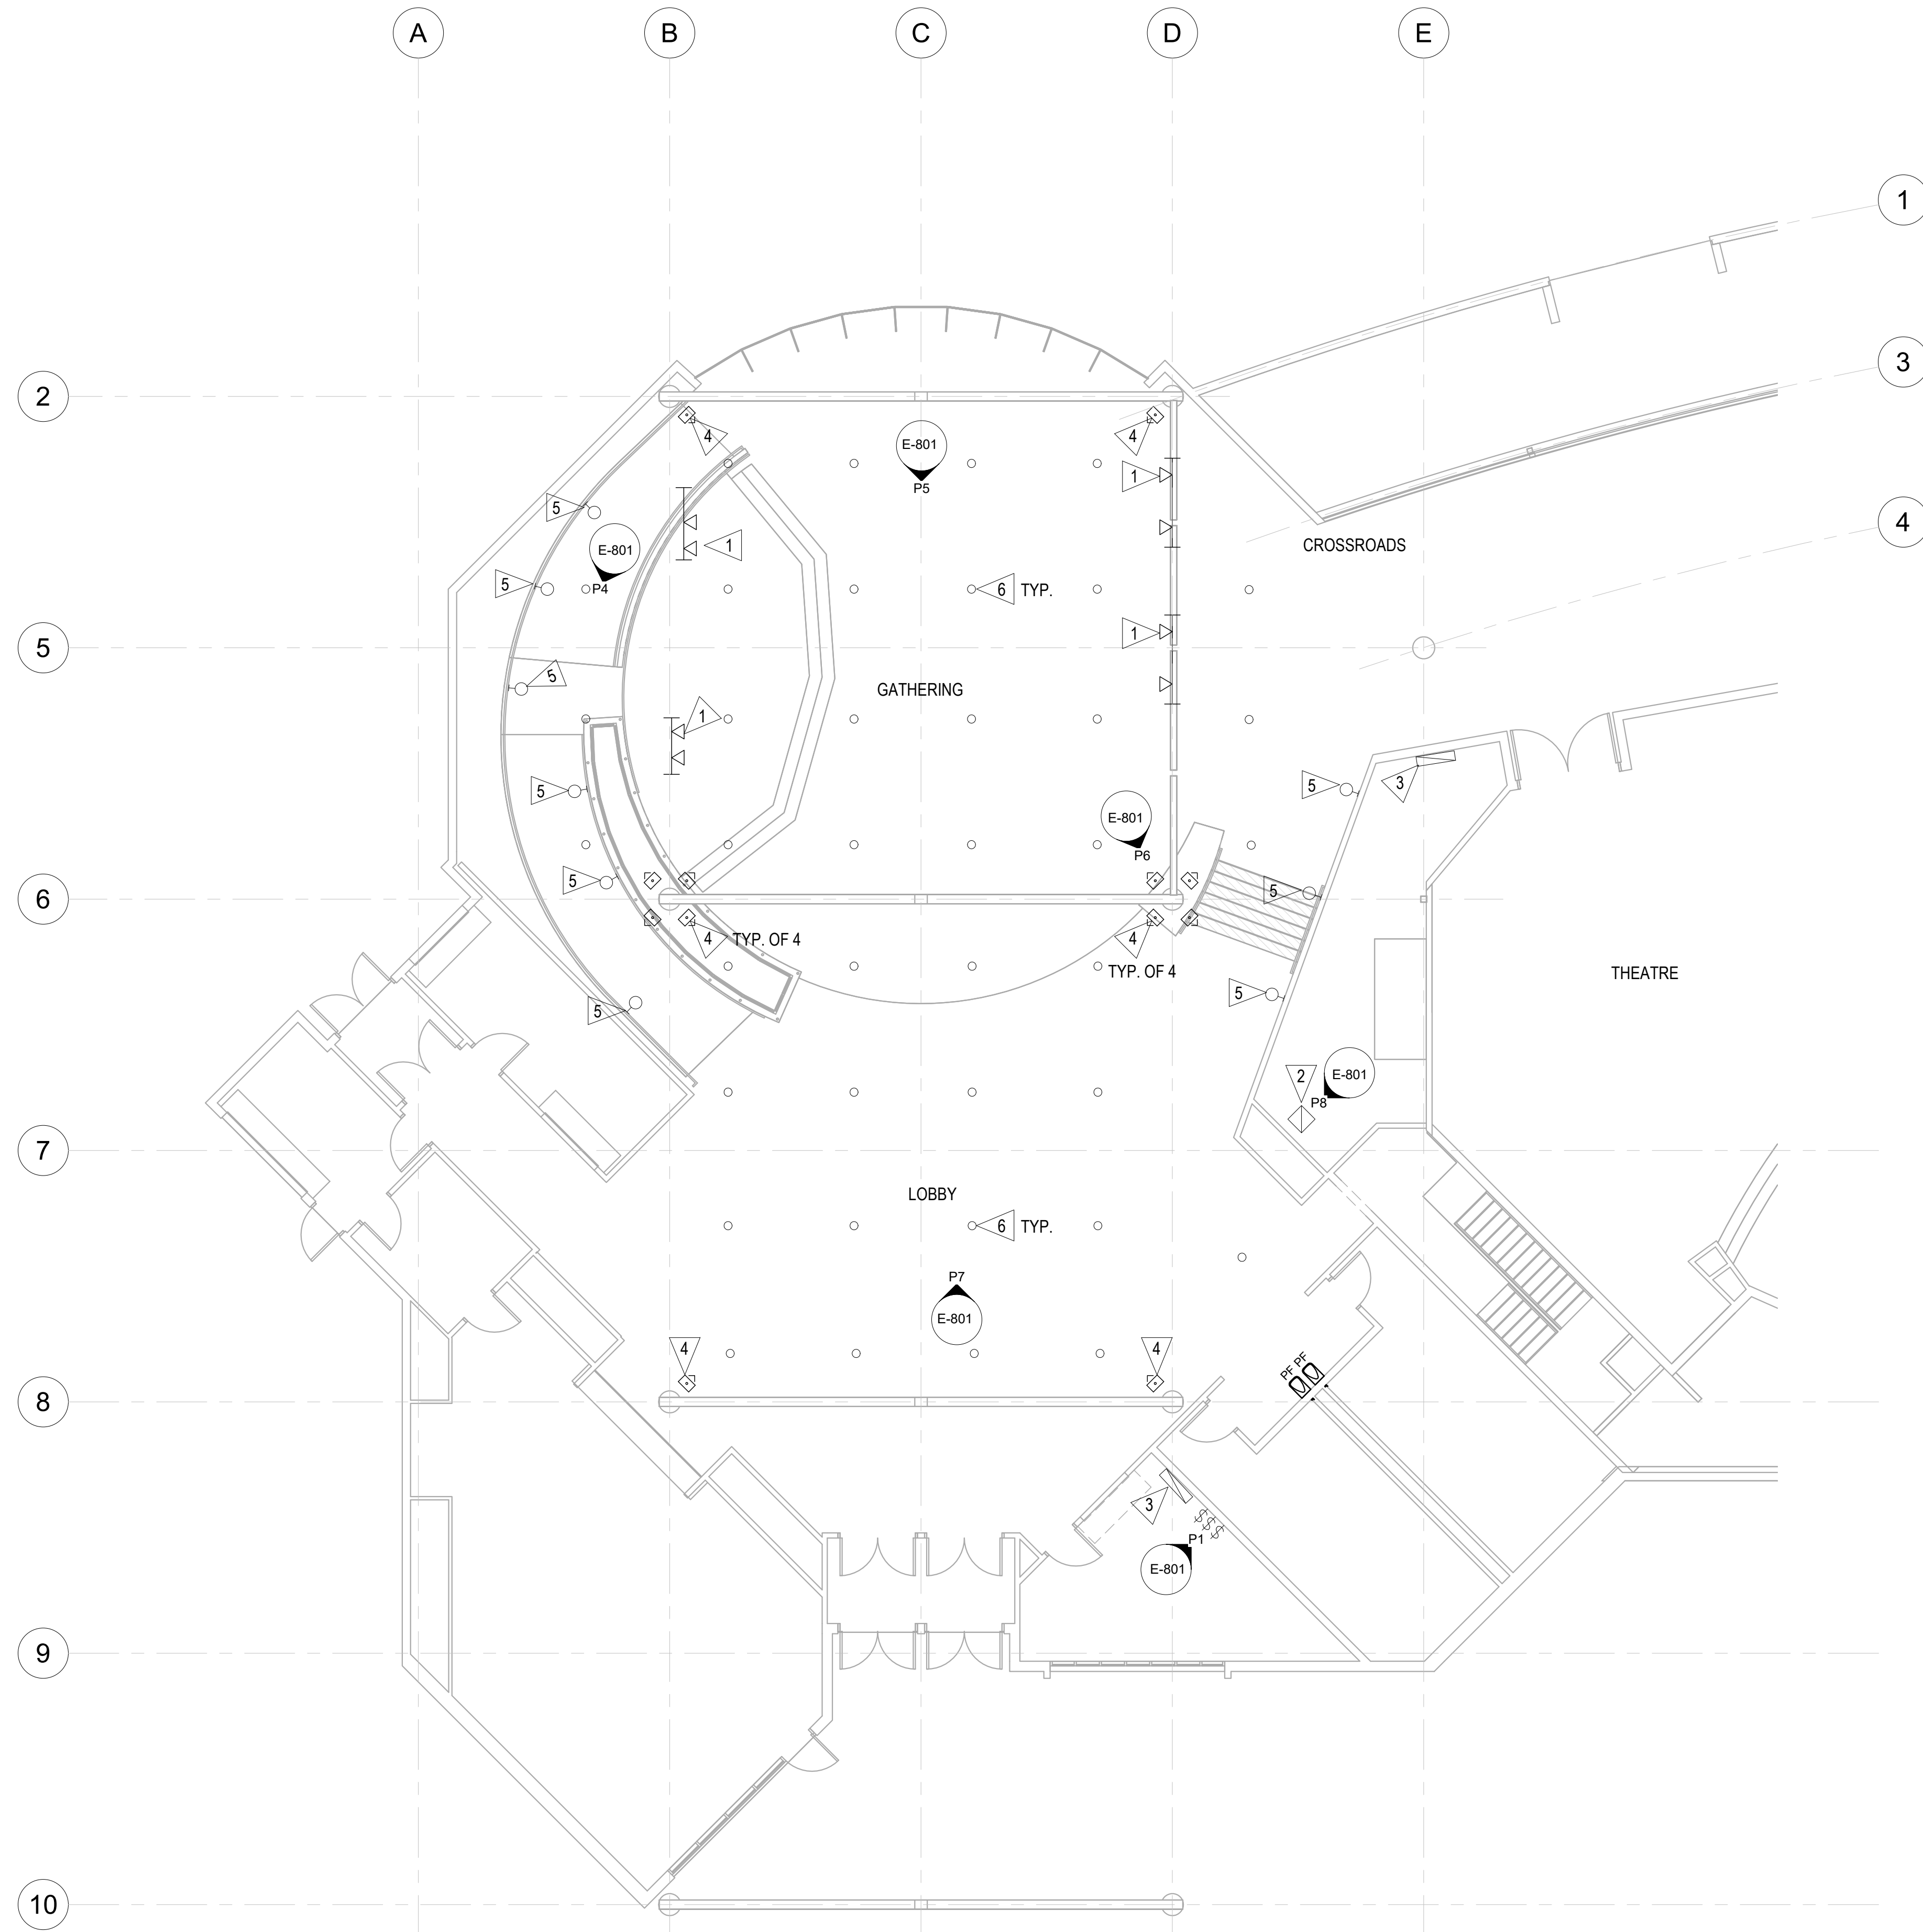 A B C D E
1
3
2
4 4
E-801
1
P5
5
4
E-801
1
CROSSROADS
5
P4
6 TYP.
1
5
5
GATHERING
1
5
3
5
E-801
P6
5
5
6
4 TYP. OF 4
4
TYP. OF 4
THEATRE
5
5
2
E-801
P8
7
LOBBY
6 TYP.
P7
E-801
4 4
PF PF
8
3
$$$
P1
E-801
9
10